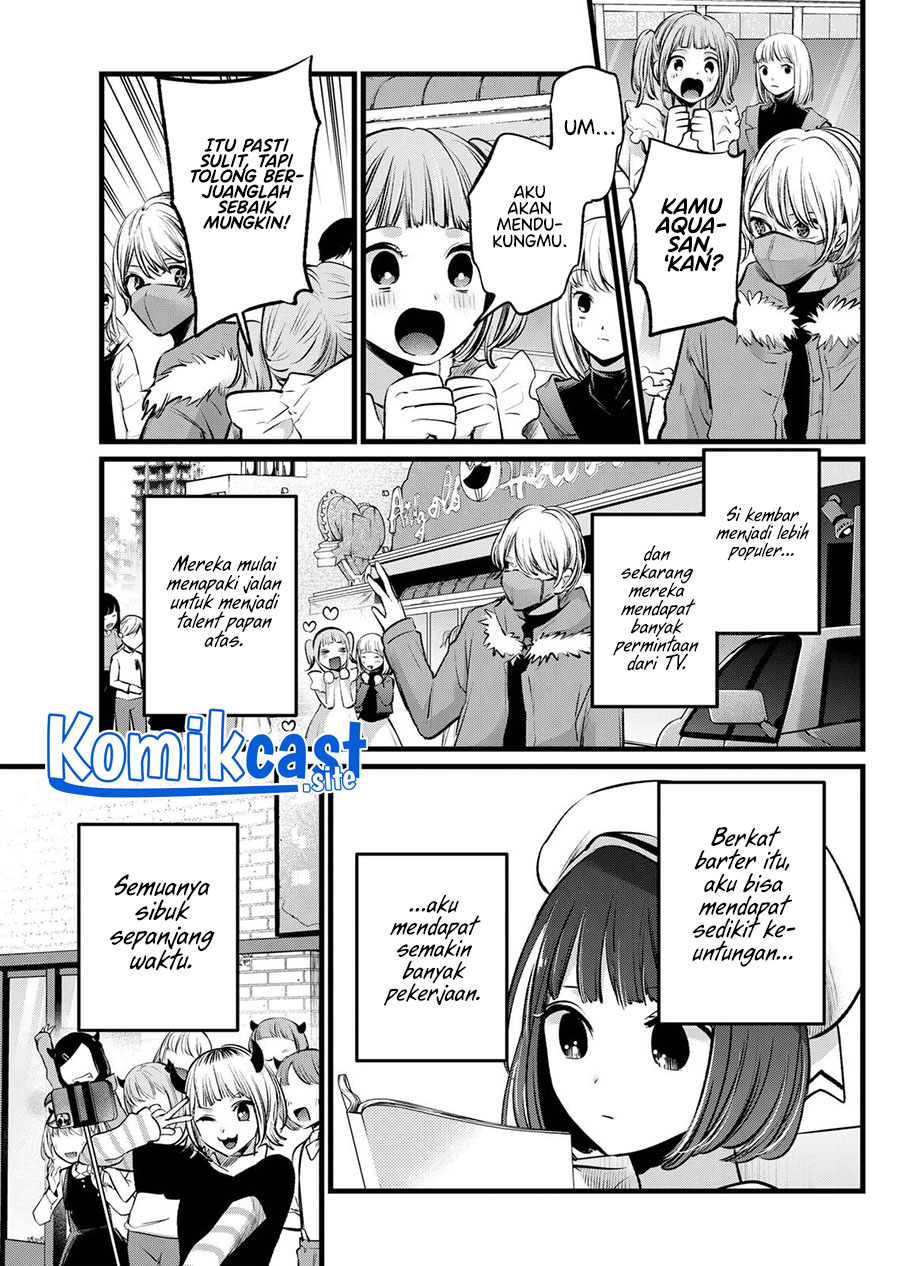 KAMU
AQUA-
SAN,
'KAN?
UM...
AKU
AKAN
MENDU-
KUNGMU.
ITU PASTI
SULIT, TAPI
TOLONG BER-
JUANGLAH
SEBAIK
MUNGKIN!
Si kembar
menjadi lebih
populer...
dan
sekarang
mereka
mendapat
banyak
permintaan
dari TV.
Mereka mulai
menapaki jalan
untuk menjadi
talent papan
atas.
Komikcast
.site
Berkat
barter itu,
aku bisa
mendapat
sedikit ke-
untungan...
...aku
mendapat
semakin
banyak
pekerjaan.
Semuanya
sibuk
sepanjang
waktu.